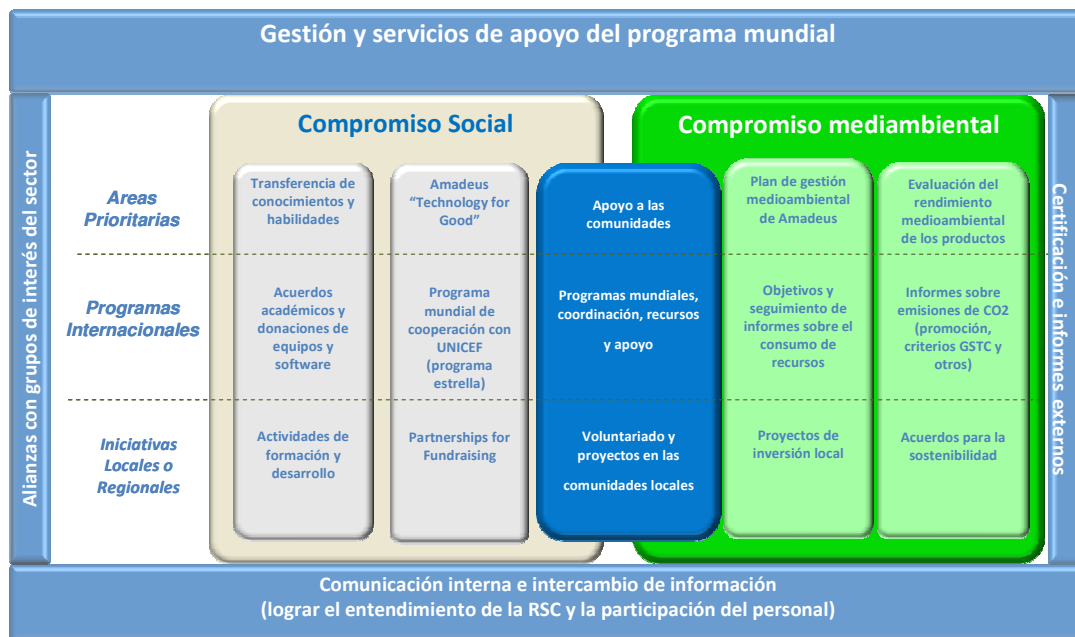 Gestión y servicios de apoyo del programa mundial
Alianzas con grupos de interés del sector
Compromiso Social
Compromiso mediambiental
Certificación e informes externos
Areas
Prioritarias
Transferencia de
conocimientos y
habilidades
Amadeus
“Technology for
Good”
Apoyo a las
comunidades
Plan de gestión
medioambiental
de Amadeus
Evaluación del
rendimiento
medioambiental
de los productos
Programas
Internacionales
Acuerdos
académicos y
donaciones de
equipos y
software
Programa
mundial de
cooperación con
UNICEF
(programa
estrella)
Programas mundiales,
coordinación, recursos
y apoyo
Objetivos y
seguimiento de
informes sobre el
consumo de
recursos
Informes sobre
emisiones de CO2
(promoción,
criterios GSTC y
otros)
Iniciativas
Locales o
Regionales
Actividades de
formación y
desarrollo
Partnerships for
Fundraising
Voluntariado y
proyectos en las
comunidades locales
Proyectos de
inversión local
Acuerdos para la
sostenibilidad
Comunicación interna e intercambio de información
(lograr el entendimiento de la RSC y la participación del personal)